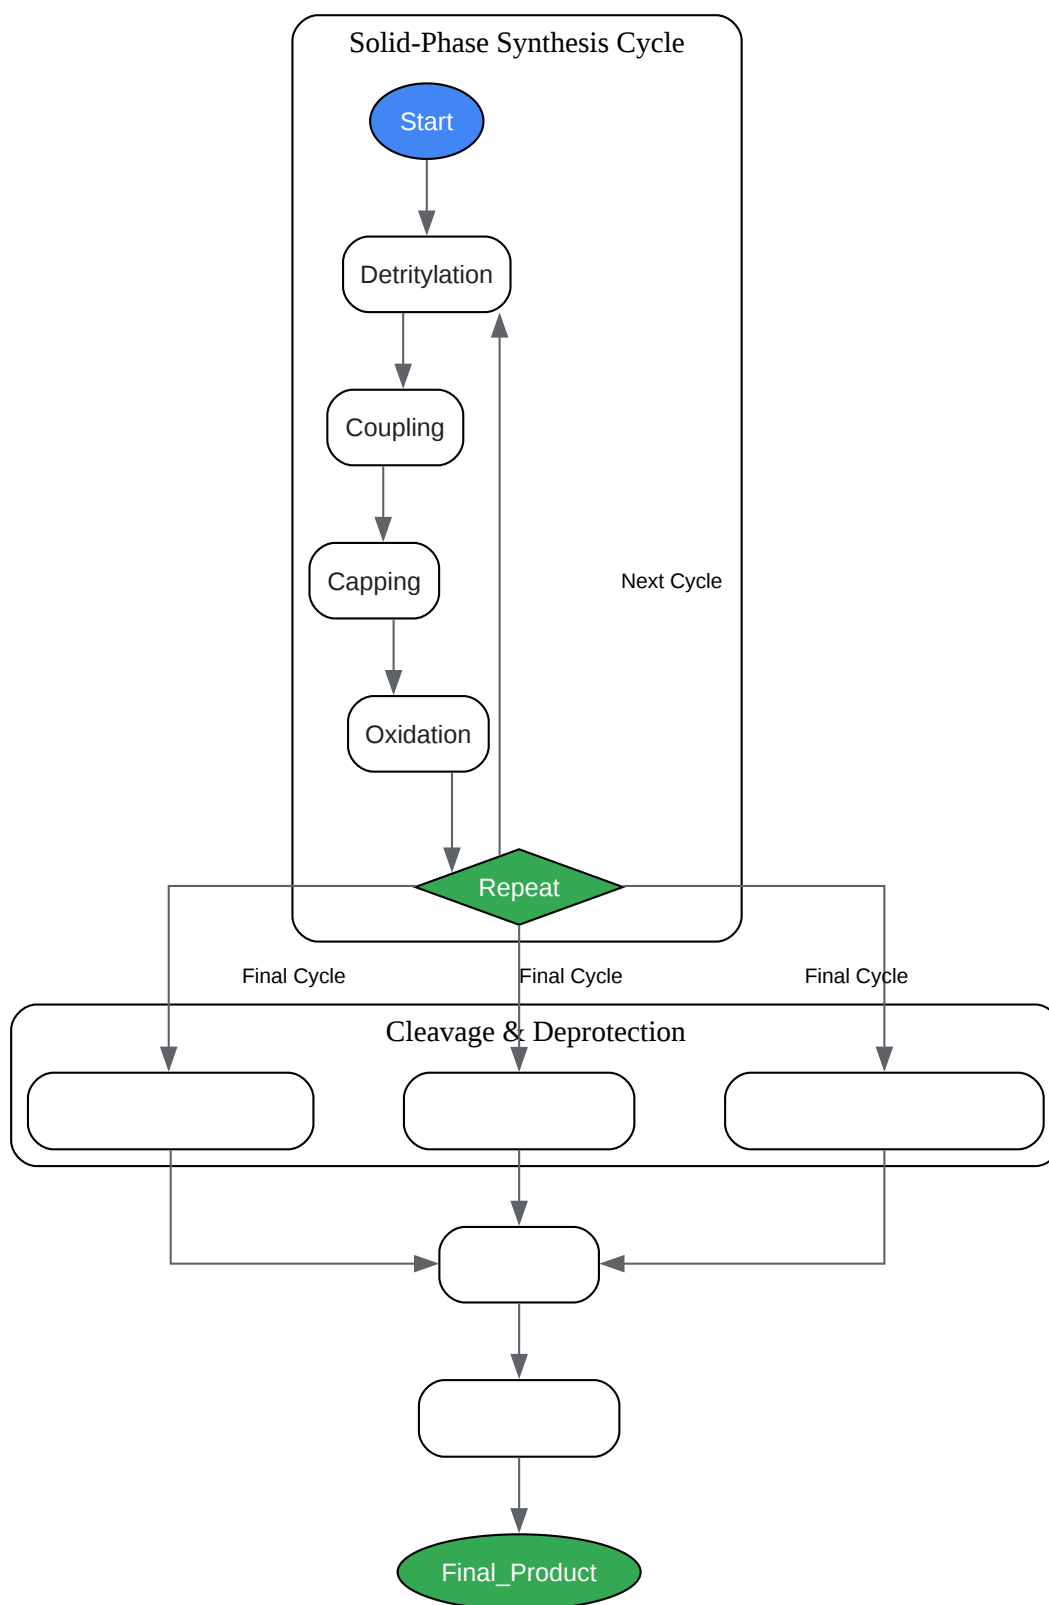 Solid-Phase Synthesis Cycle
Start
Detritylation
Coupling
Capping
Next Cycle
Oxidation
Repeat
Final Cycle
Final Cycle
Final Cycle
Cleavage & Deprotection
Final_Product